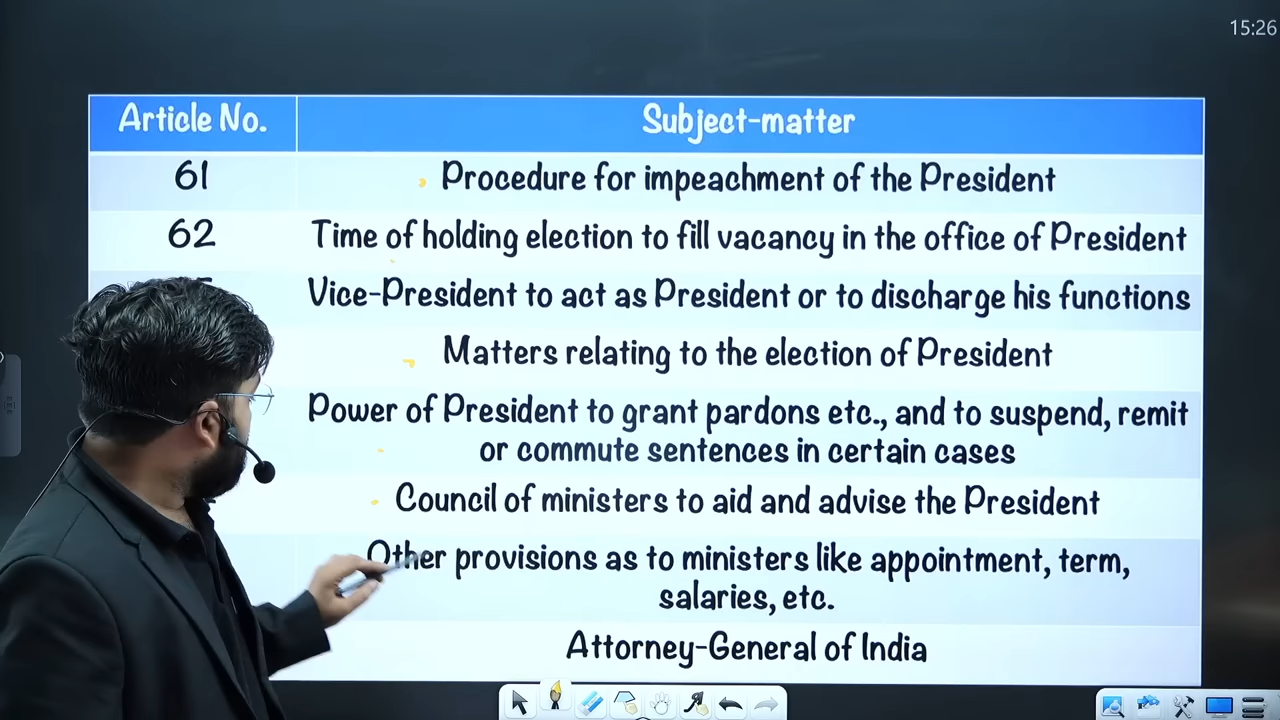 15:26
Article No. Subject-matter
61 Procedure for impeachment of the President
62 Time of holding election to fill vacancy in the office of President
Vice-President to act as President or to discharge his functions
Matters relating to the election of President
Power of President to grant pardons etc., and to suspend, remit
or commute sentences in certain cases
Council of ministers to aid and advise the President
Other provisions as to ministers like appointment, term,
salaries, etc.
Attorney-General of India